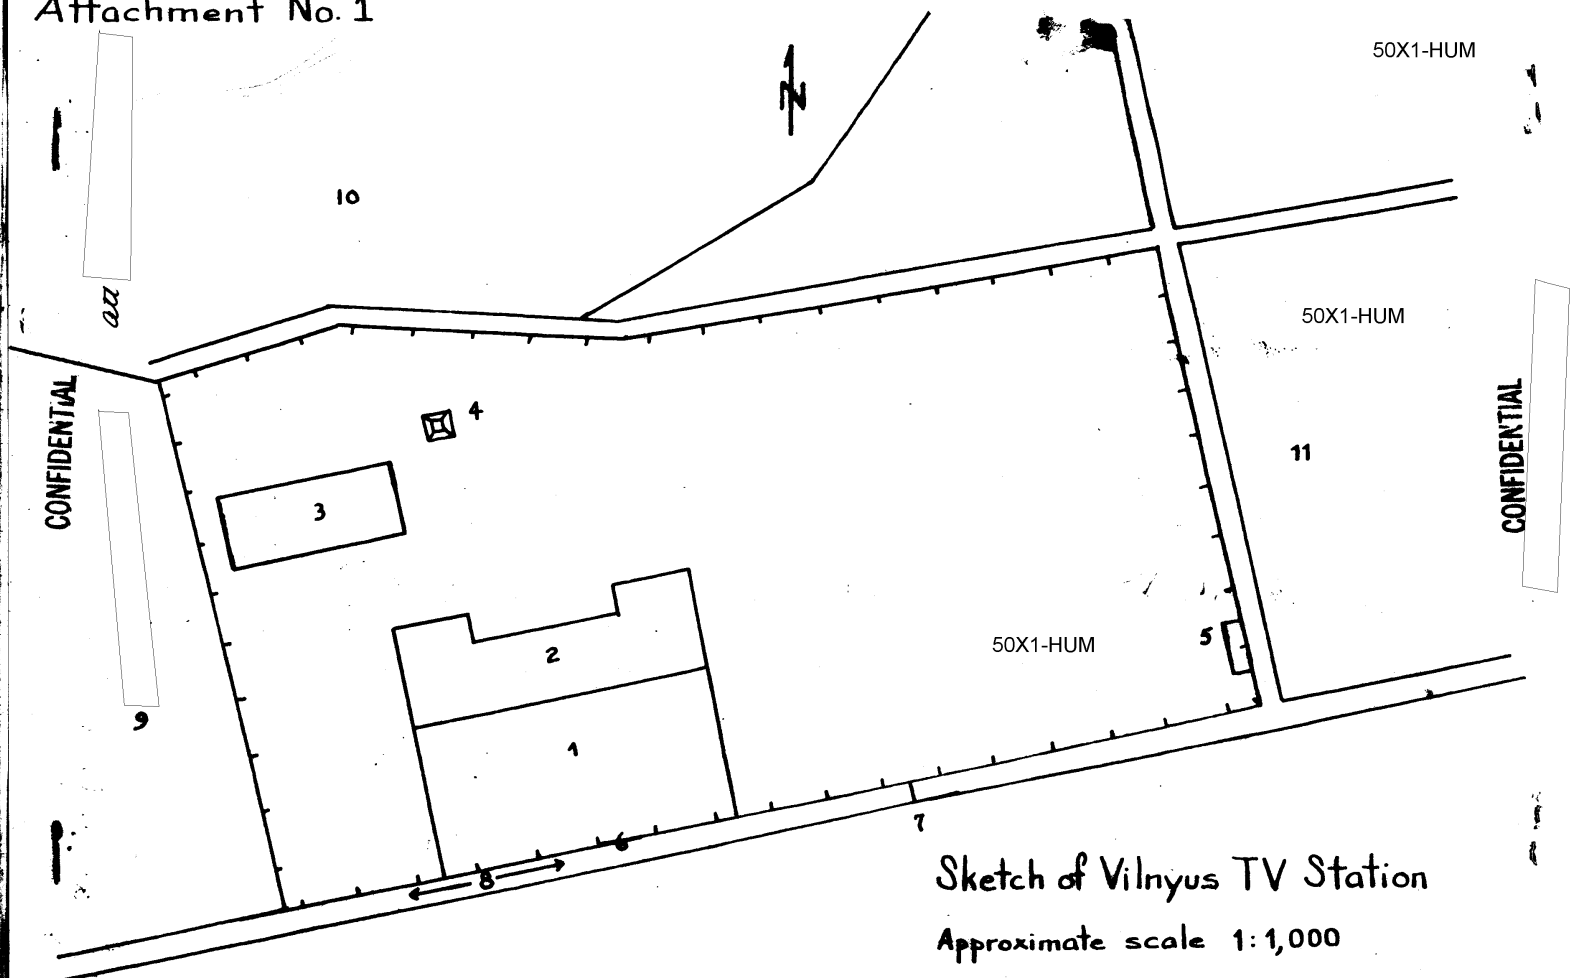 Attachment No. 1
50X1-HUM
N
10
att
50X1-HUM
CONFIDENTIAL
CONFIDENTIAL
4
11
3
5
50X1-HUM
2
9
1
7
6
8
Sketch of Vilnyus TV Station
Approximate scale 1:1,000